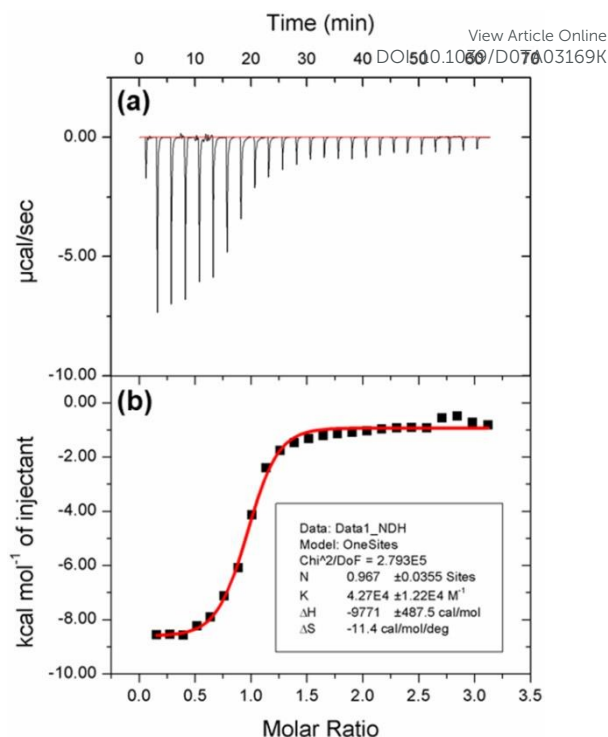 Time (min)
View Article Online
DOI: 10.1039/D0TA03169K
0 10 20 30 40 50 60 70
(a)
0.00
-5.00
-10.00
µcal/sec
(b)
0.00
-2.00
-4.00
-6.00
-8.00
-10.00
kcal mol⁻¹ of injectant
Data: Data1_NDH
Model: OneSites
Chi^2/DoF = 2.793E5
N 0.967 ±0.0355 Sites
K 4.27E4 ±1.22E4 M⁻¹
ΔH -9771 ±487.5 cal/mol
ΔS -11.4 cal/mol/deg
0.0 0.5 1.0 1.5 2.0 2.5 3.0 3.5
Molar Ratio